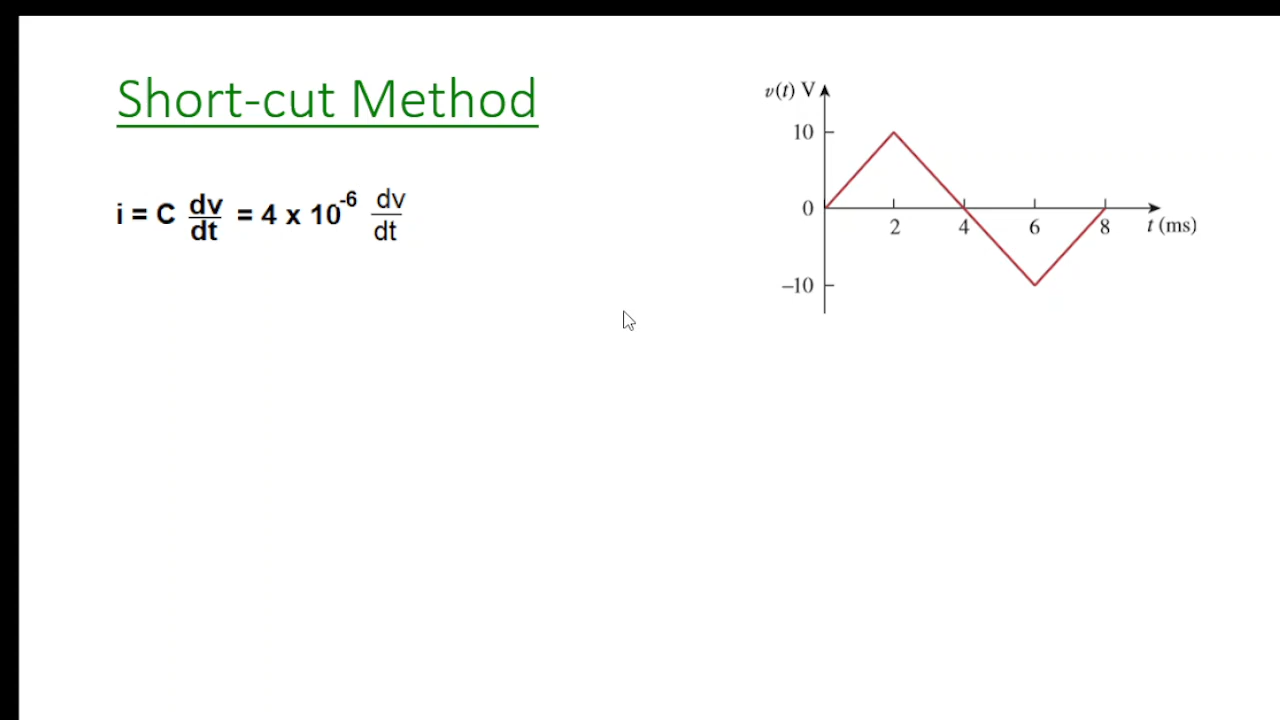 Short-cut Method
i = C dv/dt = 4 x 10^-6 dv/dt
v(t) V
10
0
−10
2 4 6 8 t (ms)